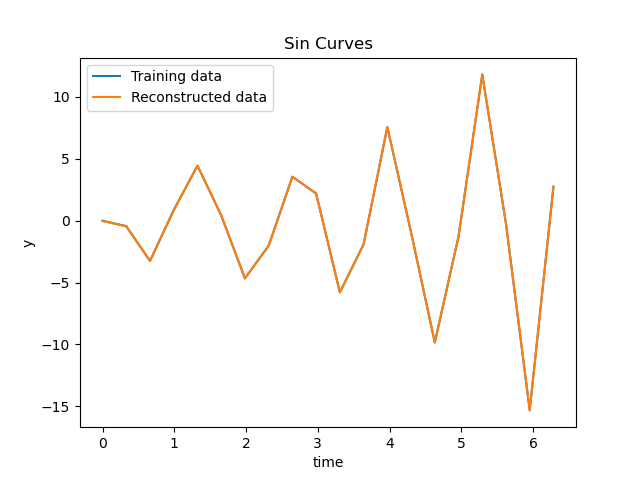 Sin Curves
Training data
Reconstructed data
10
5
0
−5
−10
−15
y
0 1 2 3 4 5 6
time